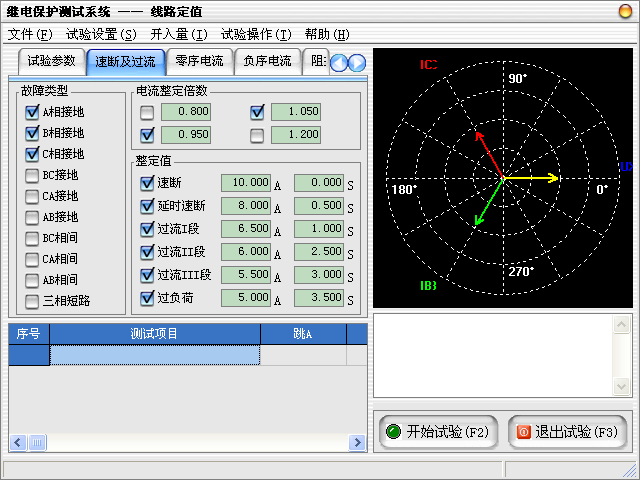 继电保护测试系统 —— 线路定值
文件(F) 试验设置(S) 开入量(I) 试验操作(T) 帮助(H)
试验参数 速断及过流 零序电流 负序电流
故障类型
A相接地
B相接地
C相接地
BC接地
CA接地
AB接地
BC相间
CA相间
AB相间
三相短路
电流整定倍数
0.800 1.050
0.950 1.200
整定值
速断 10.000 A 0.000 S
延时速断 8.000 A 0.500 S
过流I段 6.500 A 1.000 S
过流II段 6.000 A 2.500 S
过流III段 5.500 A 3.000 S
过负荷 5.000 A 3.500 S
序号 测试项目 跳A
90°
180° 0°
270°
开始试验(F2) 退出试验(F3)